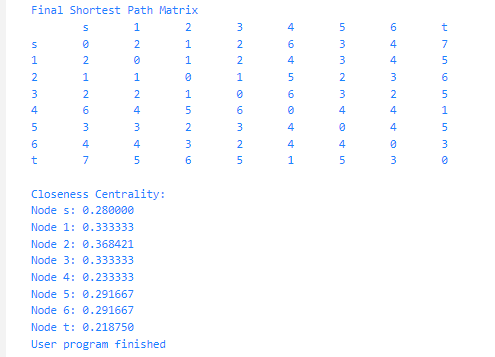 Final Shortest Path Matrix
s 1 2 3 4 5 6 t
s 0 2 1 2 6 3 4 7
1 2 0 1 2 4 3 4 5
2 1 1 0 1 5 2 3 6
3 2 2 1 0 6 3 2 5
4 6 4 5 6 0 4 4 1
5 3 3 2 3 4 0 4 5
6 4 4 3 2 4 4 0 3
t 7 5 6 5 1 5 3 0
Closeness Centrality:
Node s: 0.280000
Node 1: 0.333333
Node 2: 0.368421
Node 3: 0.333333
Node 4: 0.233333
Node 5: 0.291667
Node 6: 0.291667
Node t: 0.218750
User program finished